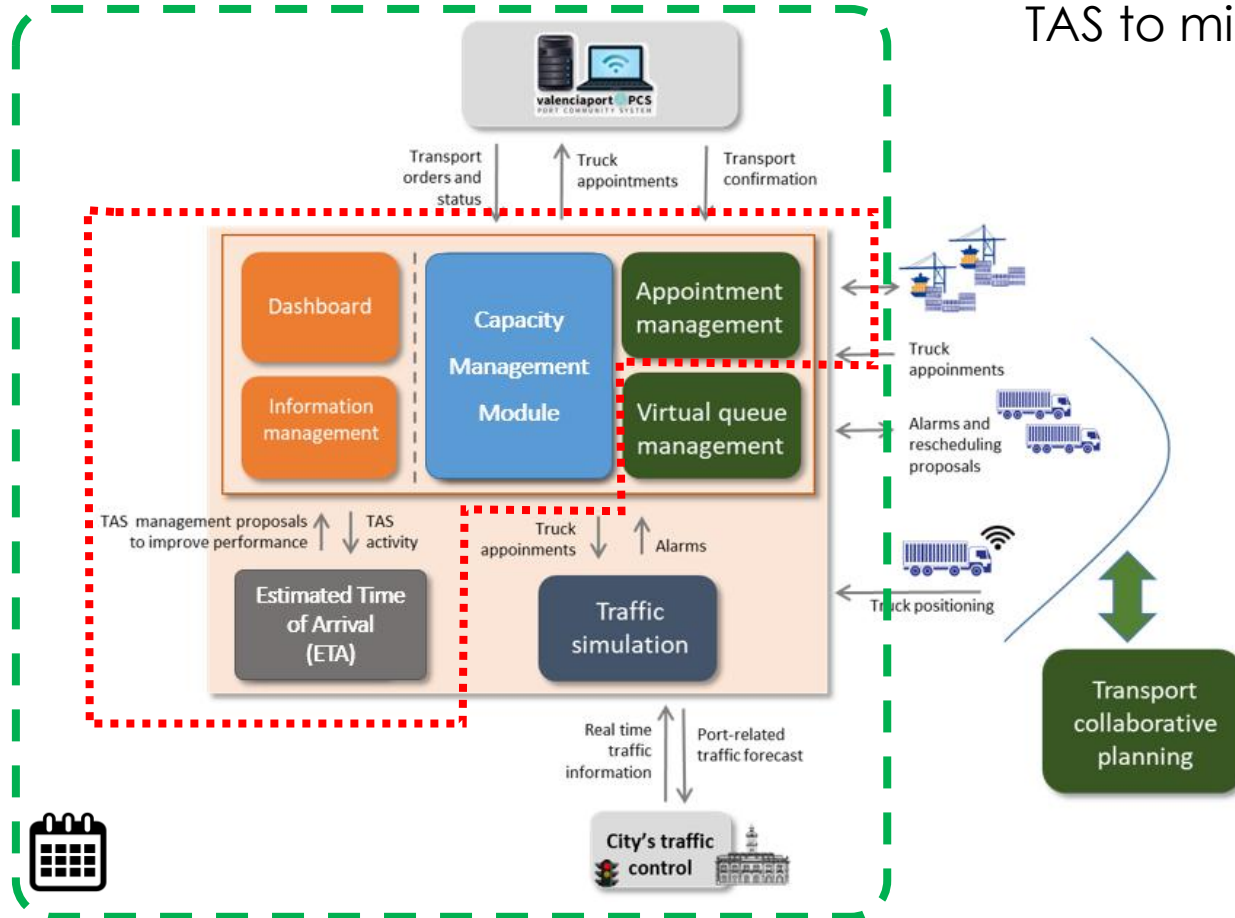 TAS to mi
valenciaport PCS
PORT COMMUNITY SYSTEM
Transport
orders and
status
Truck
appointments
Transport
confirmation
Dashboard
Information
management
Capacity
Management
Module
Appointment
management
Virtual queue
management
Truck
appoinments
Alarms and
rescheduling
proposals
TAS management proposals
to improve performance
TAS
activity
Truck
appoinments
Alarms
Estimated Time
of Arrival
(ETA)
Traffic
simulation
Truck positioning
Transport
collaborative
planning
Real time
traffic
information
Port-related
traffic forecast
City's traffic
control